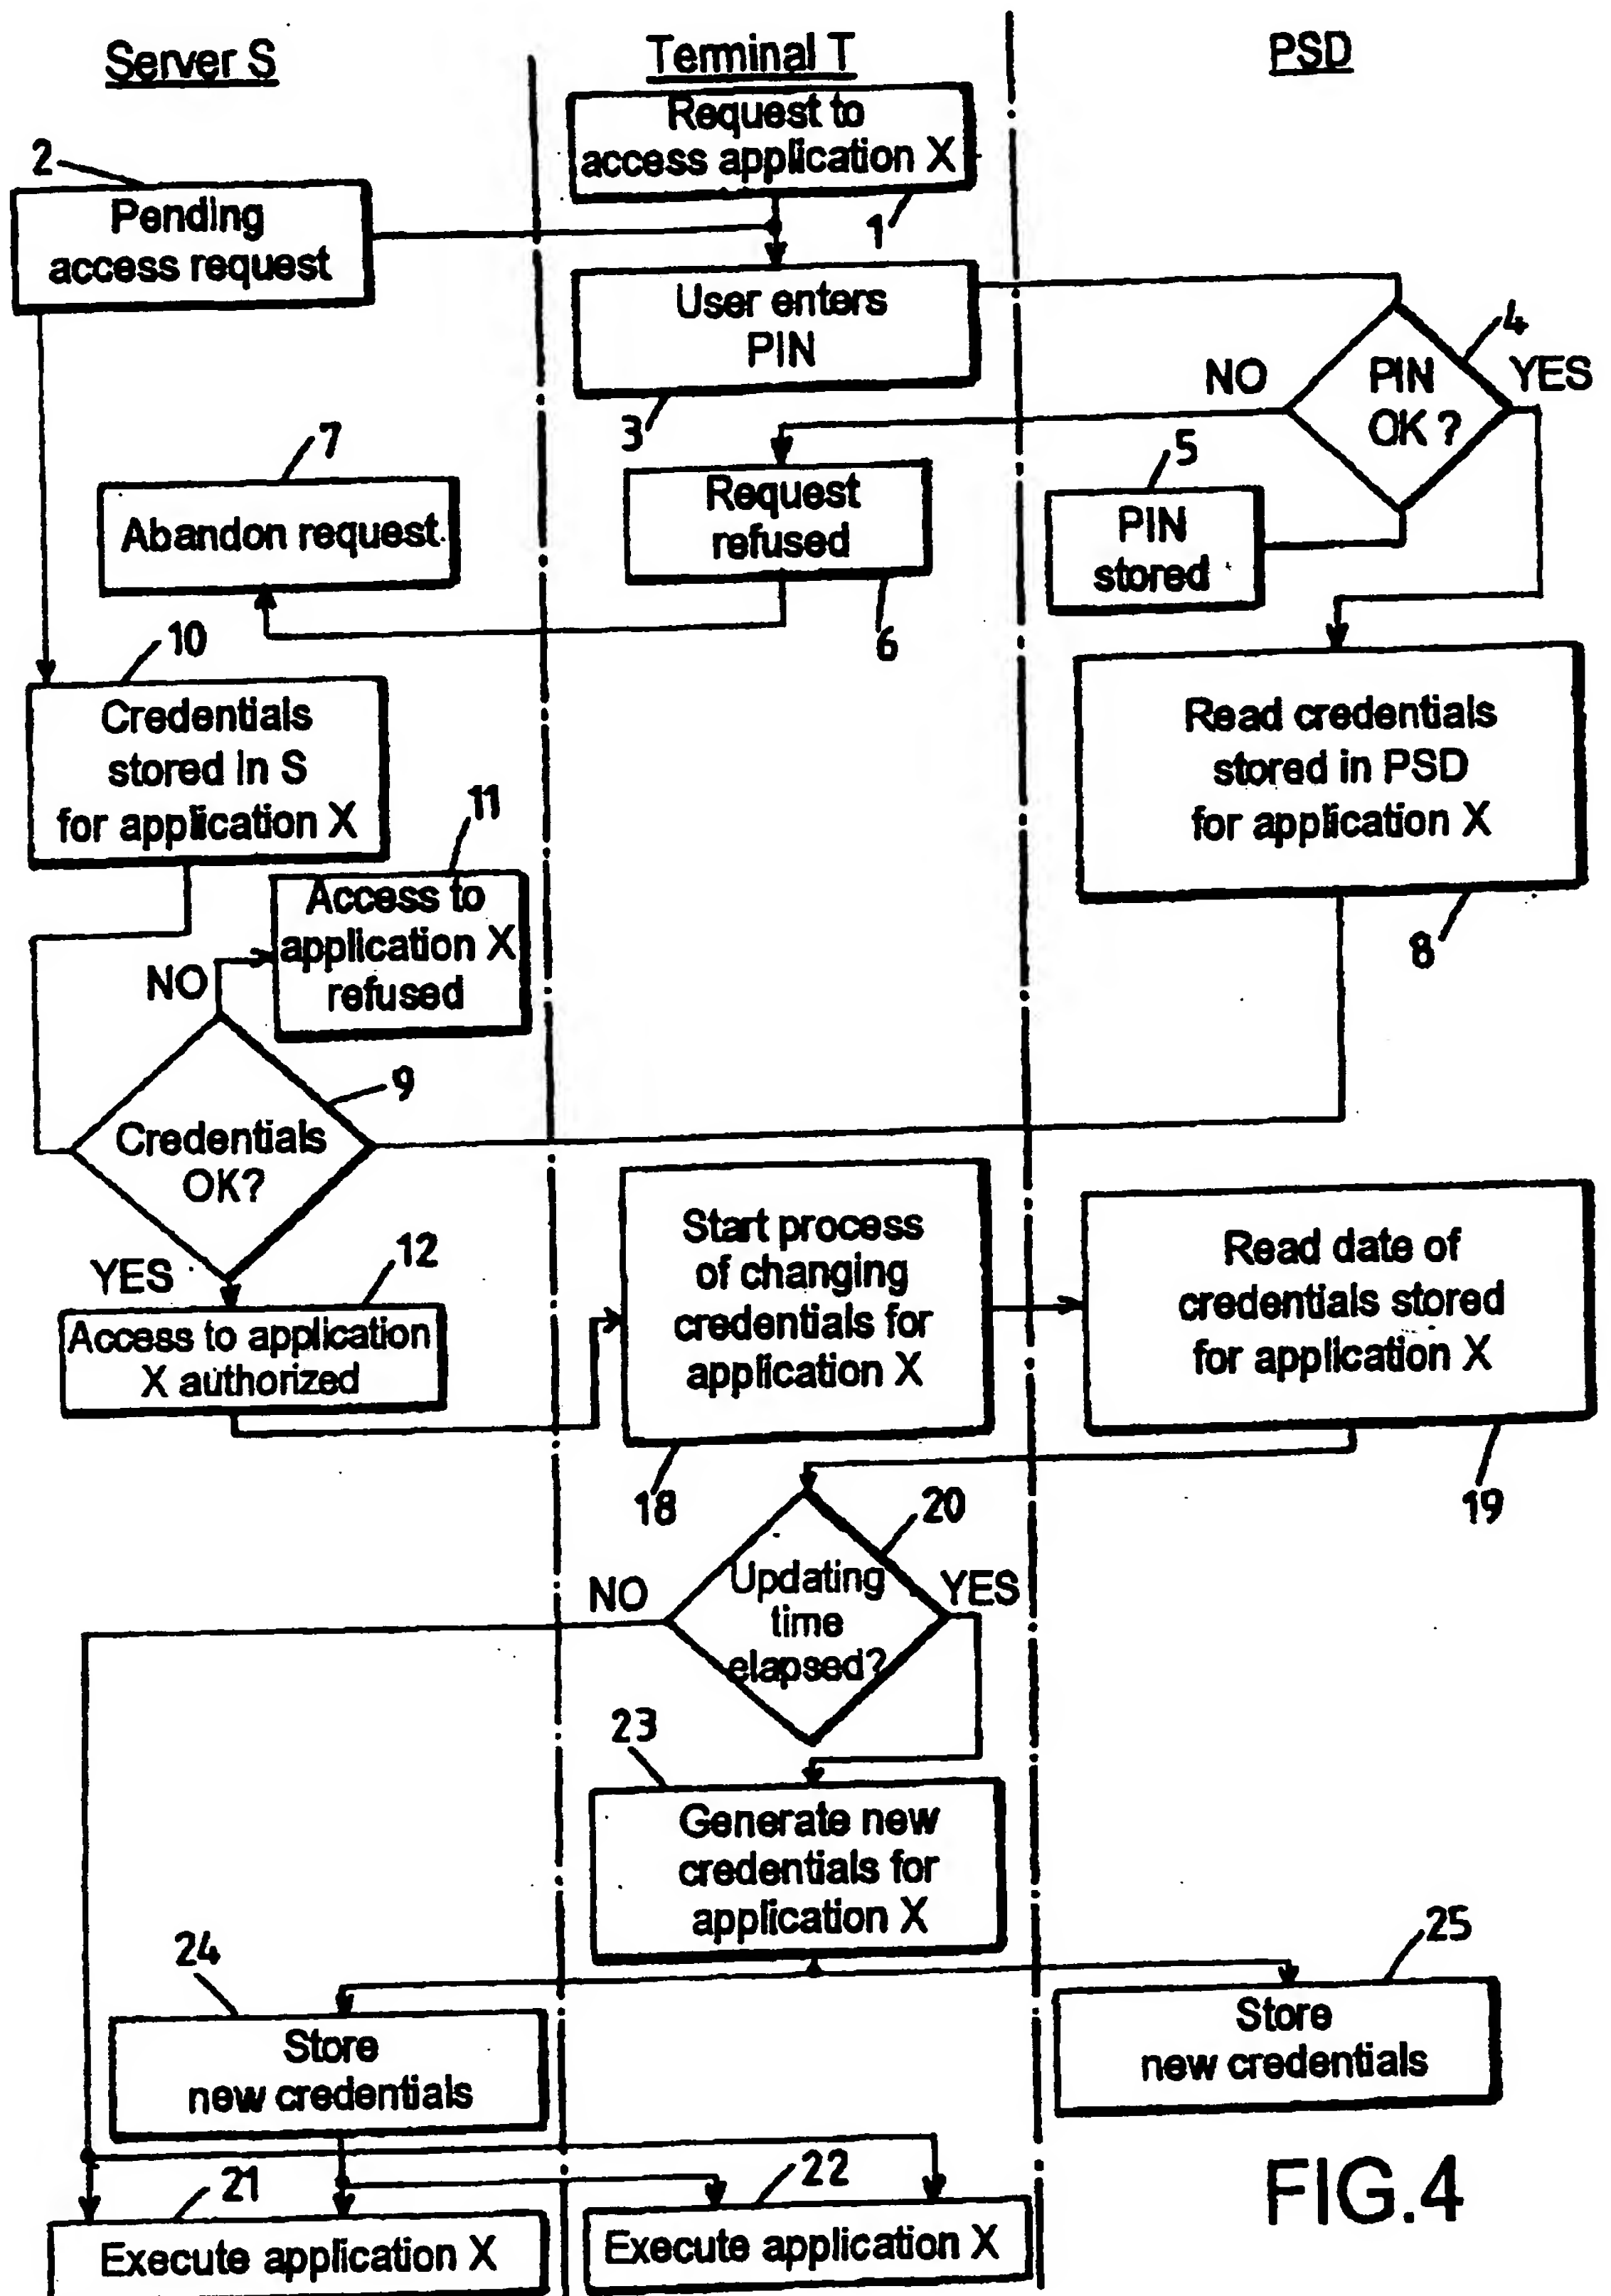 Server S
Terminal T
PSD
Request to
access application X
1
2
Pending
access request
User enters
PIN
3
4
PIN
OK?
NO
YES
5
PIN
stored
Request
refused
6
7
Abandon request
10
Credentials
stored in S
for application X
Read credentials
stored in PSD
for application X
8
11
Access to
application X
refused
NO
9
Credentials
OK?
YES
12
Access to application
X authorized
Start process
of changing
credentials for
application X
18
Read date of
credentials stored
for application X
19
20
Updating
time
elapsed?
NO
YES
23
Generate new
credentials for
application X
24
Store
new credentials
25
Store
new credentials
21
Execute application X
22
Execute application X
FIG.4